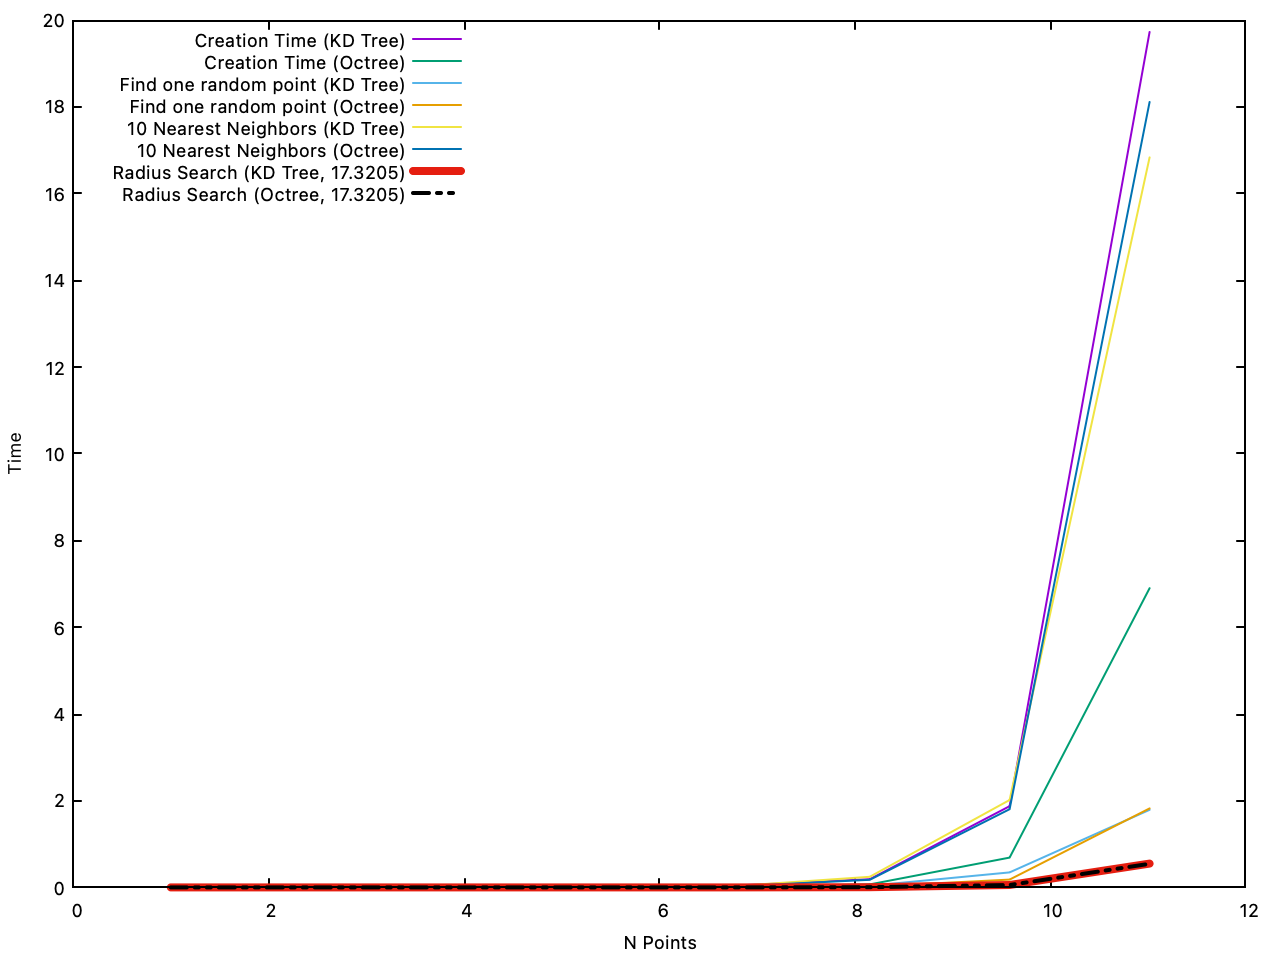 20
18
16
14
12
10
8
6
4
2
0
Time
Creation Time (KD Tree)
Creation Time (Octree)
Find one random point (KD Tree)
Find one random point (Octree)
10 Nearest Neighbors (KD Tree)
10 Nearest Neighbors (Octree)
Radius Search (KD Tree, 17.3205)
Radius Search (Octree, 17.3205)
0 2 4 6 8 10 12
N Points